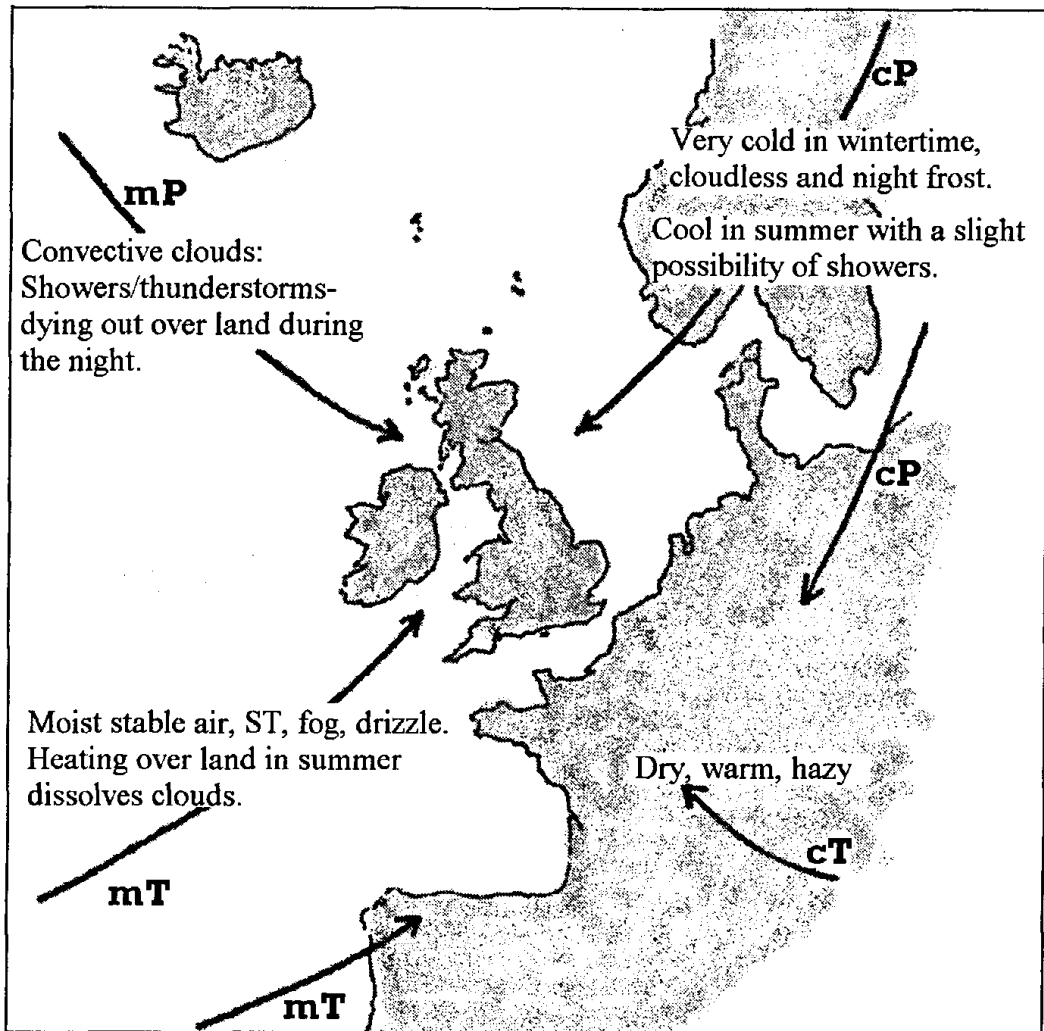 cP
Very cold in wintertime,
cloudless and night frost.
mP
Cool in summer with a slight
possibility of showers.
Convective clouds:
Showers/thunderstorms-
dying out over land during
the night.
cP
Moist stable air, ST, fog, drizzle.
Heating over land in summer
dissolves clouds.
Dry, warm, hazy
cT
mT
mT